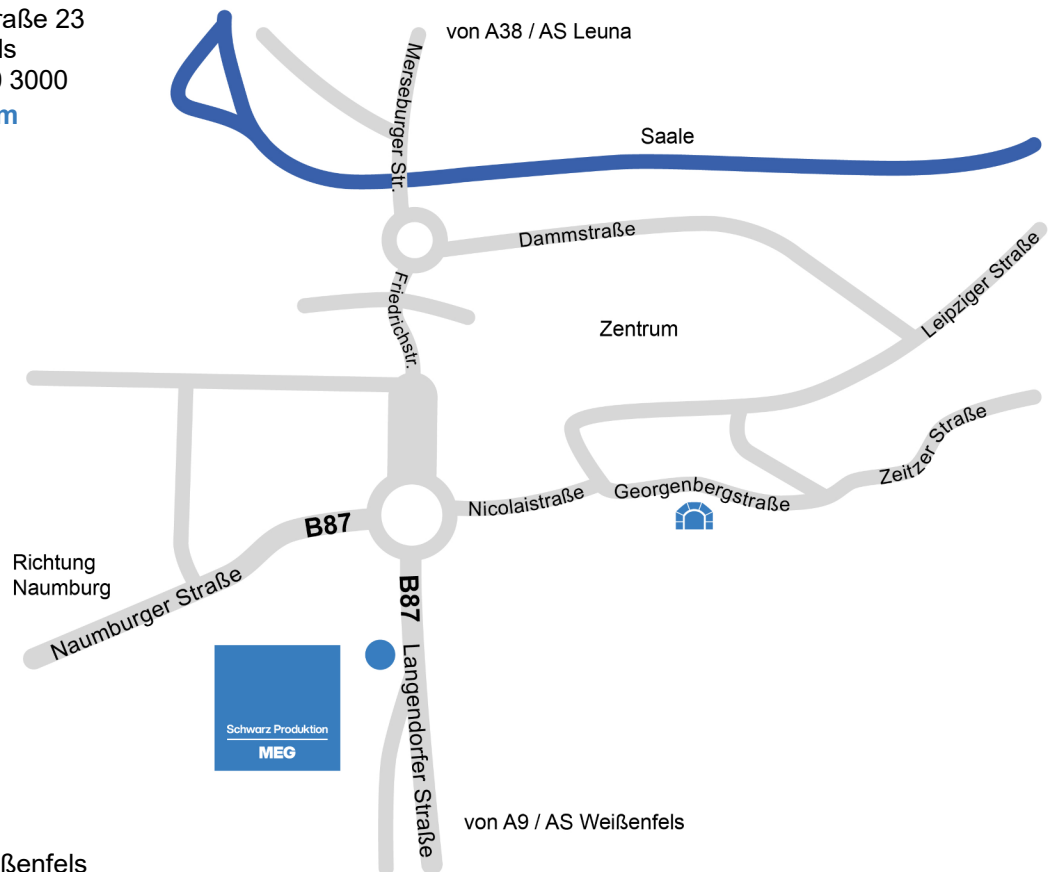 raße 23
ls
3000
m
von A38 / AS Leuna
Merseburger Str.
Saale
Dammstraße
Leipziger Straße
Friedrichstr.
Zentrum
Zeitzer Straße
Georgenbergstraße
Nicolaistraße
B87
B87
Richtung
Naumburg
Naumburger Straße
Langendorfer Straße
Schwarz Produktion
MEG
von A9 / AS Weißenfels
ßenfels